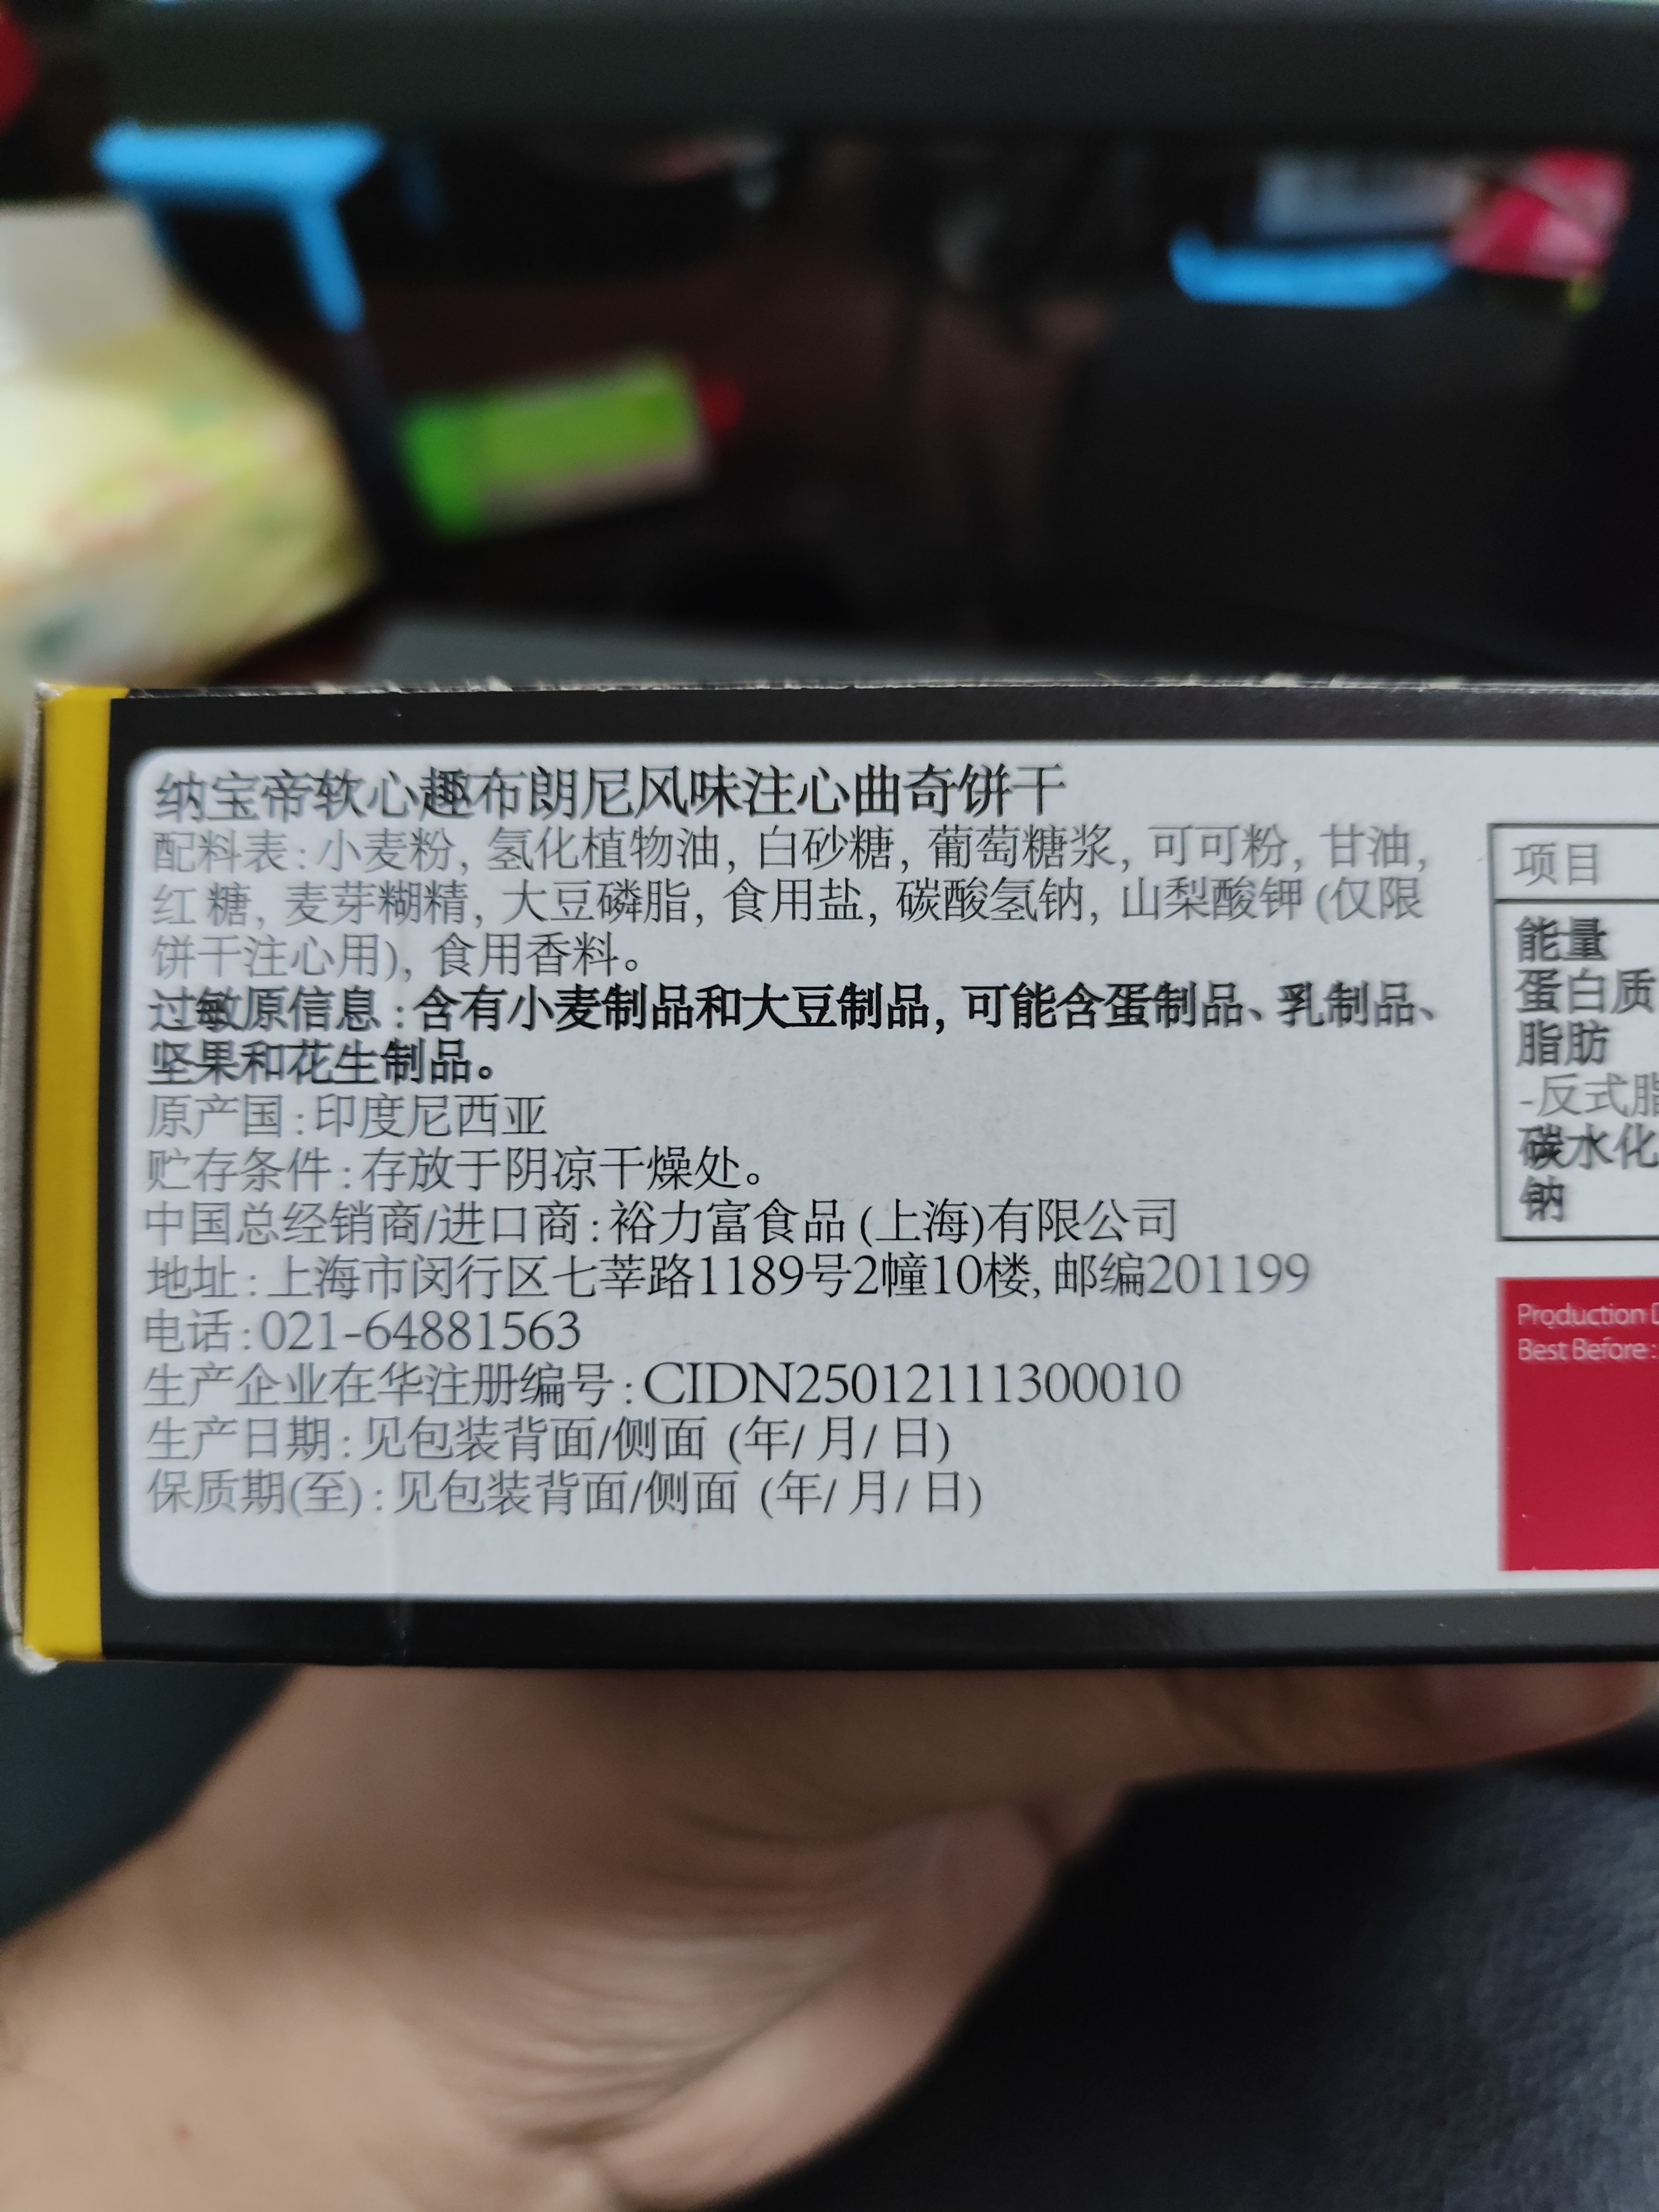 纳宝帝软心趣布朗尼风味注心曲奇饼干
配料表:小麦粉, 氢化植物油, 白砂糖, 葡萄糖浆, 可可粉, 甘油,
红糖, 麦芽糊精, 大豆磷脂, 食用盐, 碳酸氢钠, 山梨酸钾(仅限
饼干注心用), 食用香料。
过敏原信息:含有小麦制品和大豆制品, 可能含蛋制品、乳制品、
坚果和花生制品。
原产国:印度尼西亚
贮存条件:存放于阴凉干燥处。
中国总经销商/进口商:裕力富食品(上海)有限公司
地址:上海市闵行区七莘路1189号2幢10楼, 邮编201199
电话:021-64881563
生产企业在华注册编号:CIDN25012111300010
生产日期:见包装背面/侧面 (年/月/日)
保质期(至):见包装背面/侧面 (年/月/日)
项目
能量
蛋白质
脂肪
-反式脂
碳水化
钠
Production D
Best Before: